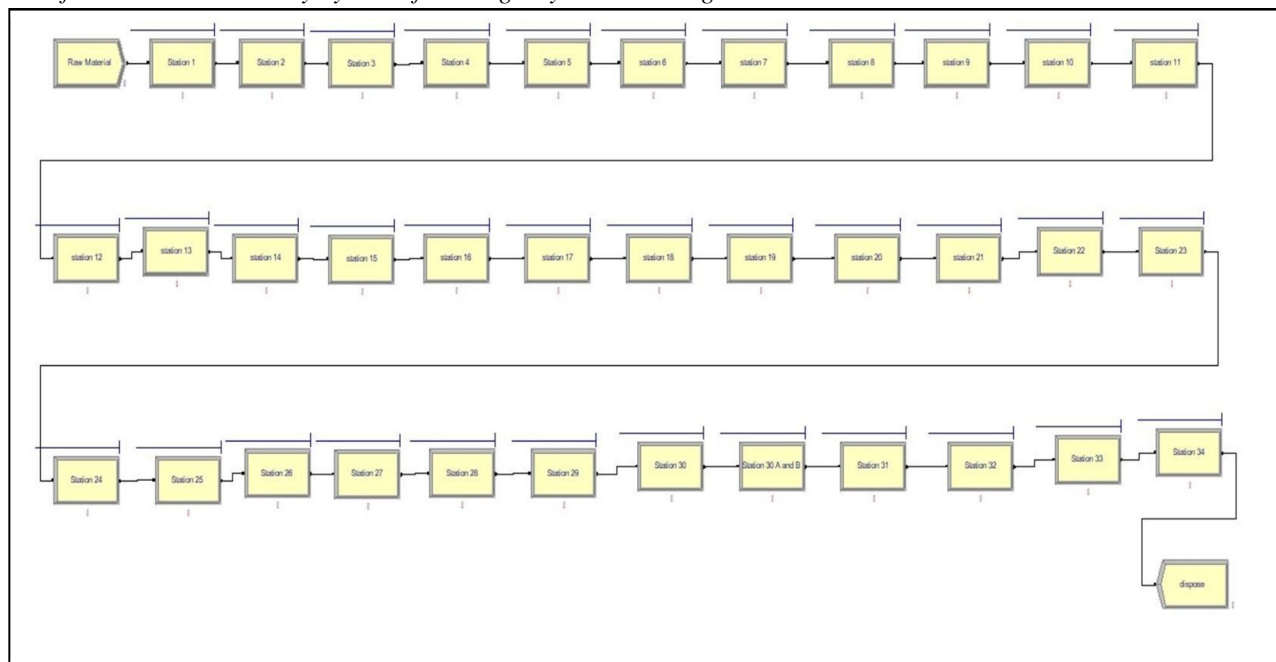 Raw Material
Station 1
Station 2
Station 3
Station 4
Station 5
station 6
station 7
station 8
station 9
station 10
station 11
station 12
station 13
station 14
station 15
station 16
station 17
station 18
station 19
station 20
station 21
Station 22
Station 23
Station 24
Station 25
Station 26
Station 27
Station 28
Station 29
Station 30
Station 30 A and B
Station 31
Station 32
Station 33
Station 34
dispose